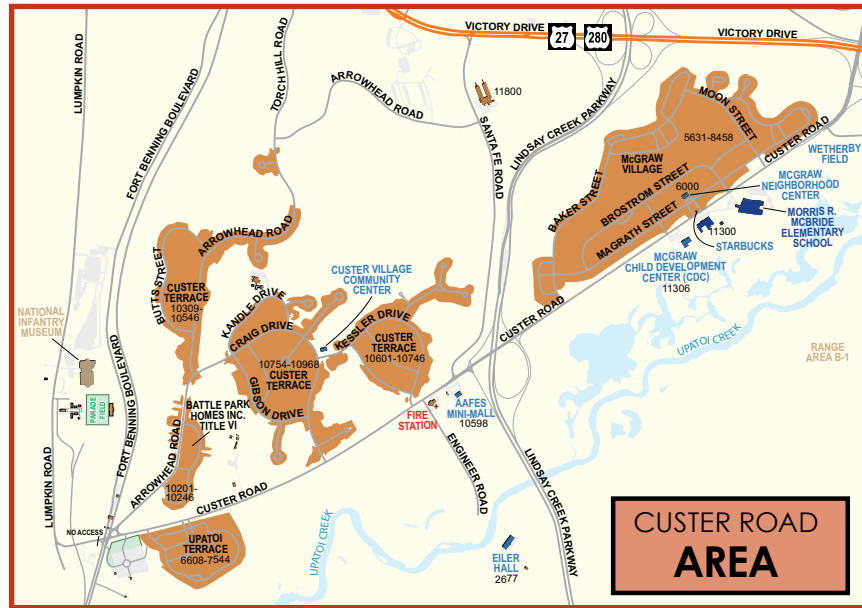 VICTORY DRIVE
27
280
VICTORY DRIVE
LUMPKIN ROAD
FORT BENNING BOULEVARD
TORCH HILL ROAD
ARROWHEAD ROAD
11800
SANTA FE ROAD
LINDSAY CREEK PARKWAY
MOON STREET
5631-8458
McGRAW
VILLAGE
CUSTER ROAD
WETHERBY
FIELD
BAKER STREET
BROSTROM STREET
6000
MAGRATH STREET
MCGRAW
NEIGHBORHOOD
CENTER
MORRIS R.
MCBRIDE
ELEMENTARY
SCHOOL
11300
STARBUCKS
MCGRAW
CHILD DEVELOPMENT
CENTER (CDC)
11306
BUTTS STREET
ARROWHEAD ROAD
CUSTER
TERRACE
10309-
10546
KANDLE DRIVE
CUSTER VILLAGE
COMMUNITY
CENTER
CRAIG DRIVE
KESSLER DRIVE
CUSTER
TERRACE
10601-10746
10754-10968
CUSTER
TERRACE
GIBSON DRIVE
CUSTER ROAD
UPATOI CREEK
RANGE
AREA B-1
NATIONAL
INFANTRY
MUSEUM
PARADE
FIELD
FORT BENNING BOULEVARD
BATTLE PARK
HOMES INC.
TITLE VI
ARROWHEAD ROAD
10201-
10246
FIRE
STATION
AAFES
MINI-MALL
10598
ENGINEER ROAD
LINDSAY CREEK PARKWAY
LUMPKIN ROAD
CUSTER ROAD
NO ACCESS
UPATOI
TERRACE
6608-7544
UPATOI CREEK
EILER
HALL
2677
CUSTER ROAD
AREA